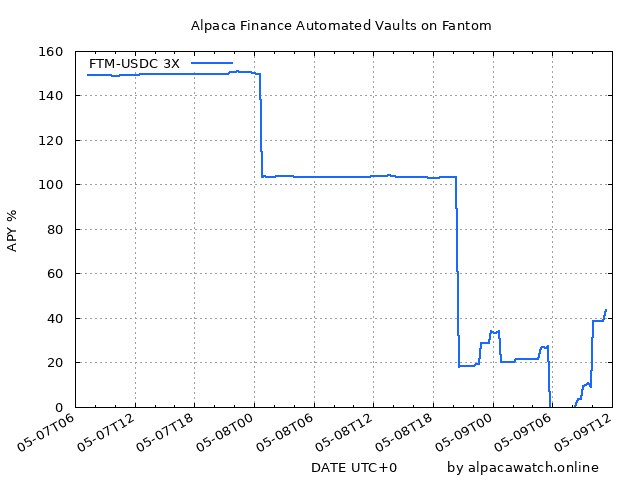 Alpaca Finance Automated Vaults on Fantom
FTM-USDC 3X
160
140
120
100
80
60
40
20
0
APY %
05-07T06
05-07T12
05-07T18
05-08T00
05-08T06
05-08T12
05-08T18
05-09T00
05-09T06
05-09T12
DATE UTC+0
by alpacawatch.online